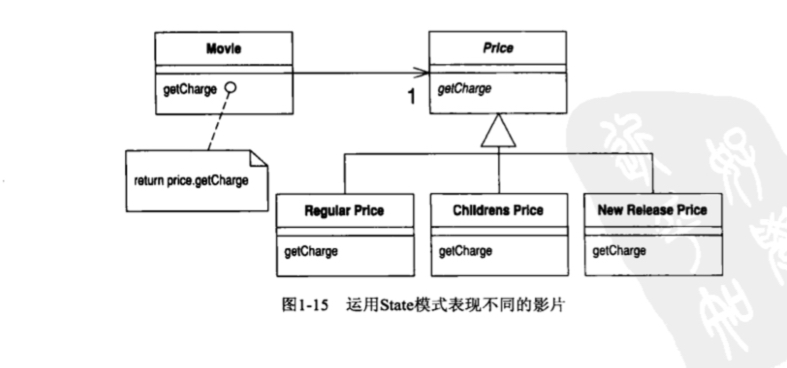 Movie
getCharge
1
Price
getCharge
return price.getCharge
Regular Price
getCharge
Childrens Price
getCharge
New Release Price
getCharge
图1-15 运用State模式表现不同的影片